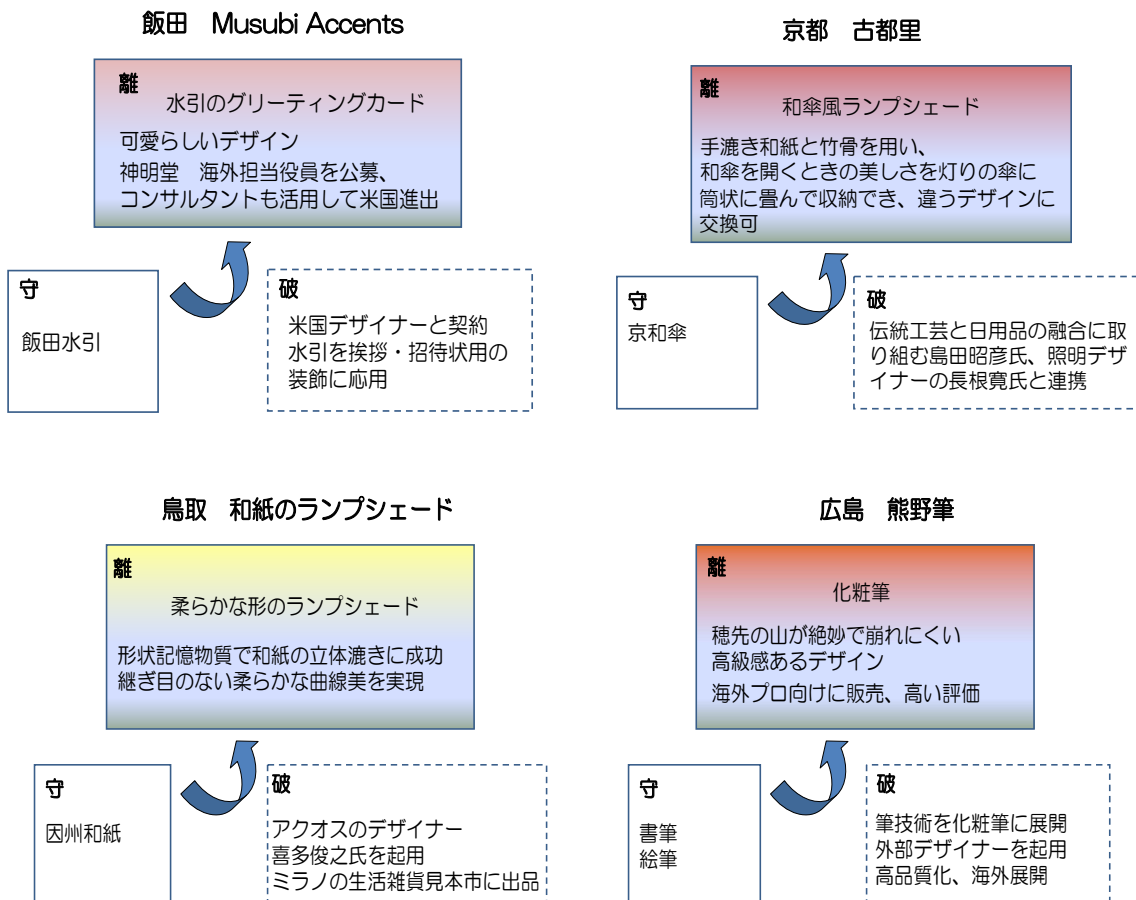 飯田 Musubi Accents
離
水引のグリーティングカード
可愛らしいデザイン
神明堂 海外担当役員を公募、
コンサルタントも活用して米国進出
守
飯田水引
破
米国デザイナーと契約
水引を挨拶・招待状用の
装飾に応用
京都 古都里
離
和傘風ランプシェード
手漉き和紙と竹骨を用い、
和傘を開くときの美しさを灯りの傘に
筒状に畳んで収納でき、違うデザインに
交換可
守
京和傘
破
伝統工芸と日用品の融合に取
り組む島田昭彦氏、照明デザ
イナーの長根寛氏と連携
鳥取 和紙のランプシェード
離
柔らかな形のランプシェード
形状記憶物質で和紙の立体漉きに成功
継ぎ目のない柔らかな曲線美を実現
守
因州和紙
破
アクオスのデザイナー
喜多俊之氏を起用
ミラノの生活雑貨見本市に出品
広島 熊野筆
離
化粧筆
穂先の山が絶妙で崩れにくい
高級感あるデザイン
海外プロ向けに販売、高い評価
守
書筆
絵筆
破
筆技術を化粧筆に展開
外部デザイナーを起用
高品質化、海外展開